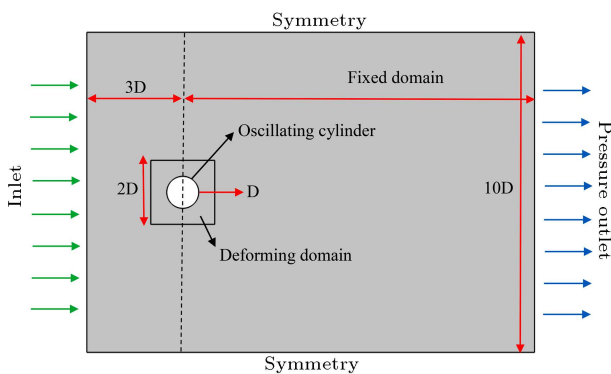 Symmetry
3D
Fixed domain
Oscillating cylinder
Inlet
2D
D
10D
Pressure outlet
Deforming domain
Symmetry